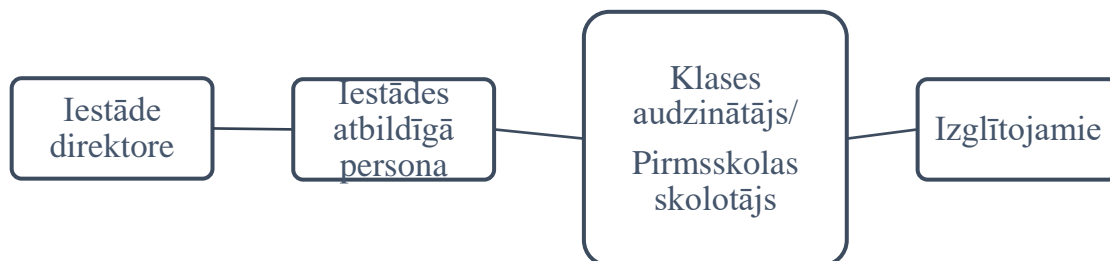 Iestāde
direktore
Iestādes
atbildīgā
persona
Klases
audzinātājs/
Pirmsskolas
skolotājs
Izglītojamie